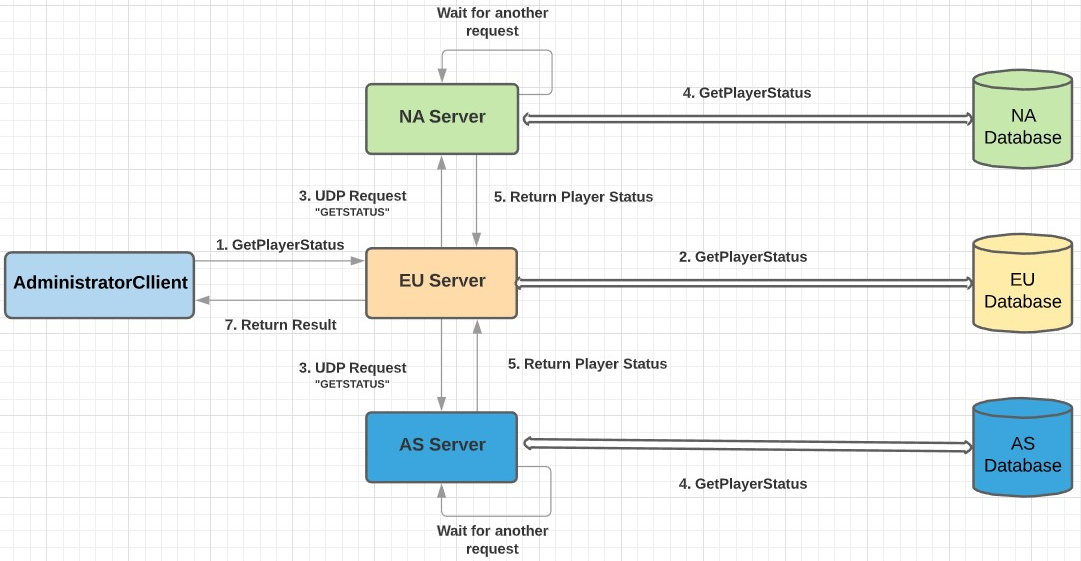 Wait for another
request
NA Server
4. GetPlayerStatus
NA
Database
3. UDP Request
"GETSTATUS"
5. Return Player Status
1. GetPlayerStatus
AdministratorCllient
EU Server
2. GetPlayerStatus
EU
Database
7. Return Result
3. UDP Request
"GETSTATUS"
5. Return Player Status
AS Server
AS
Database
4. GetPlayerStatus
Wait for another
request